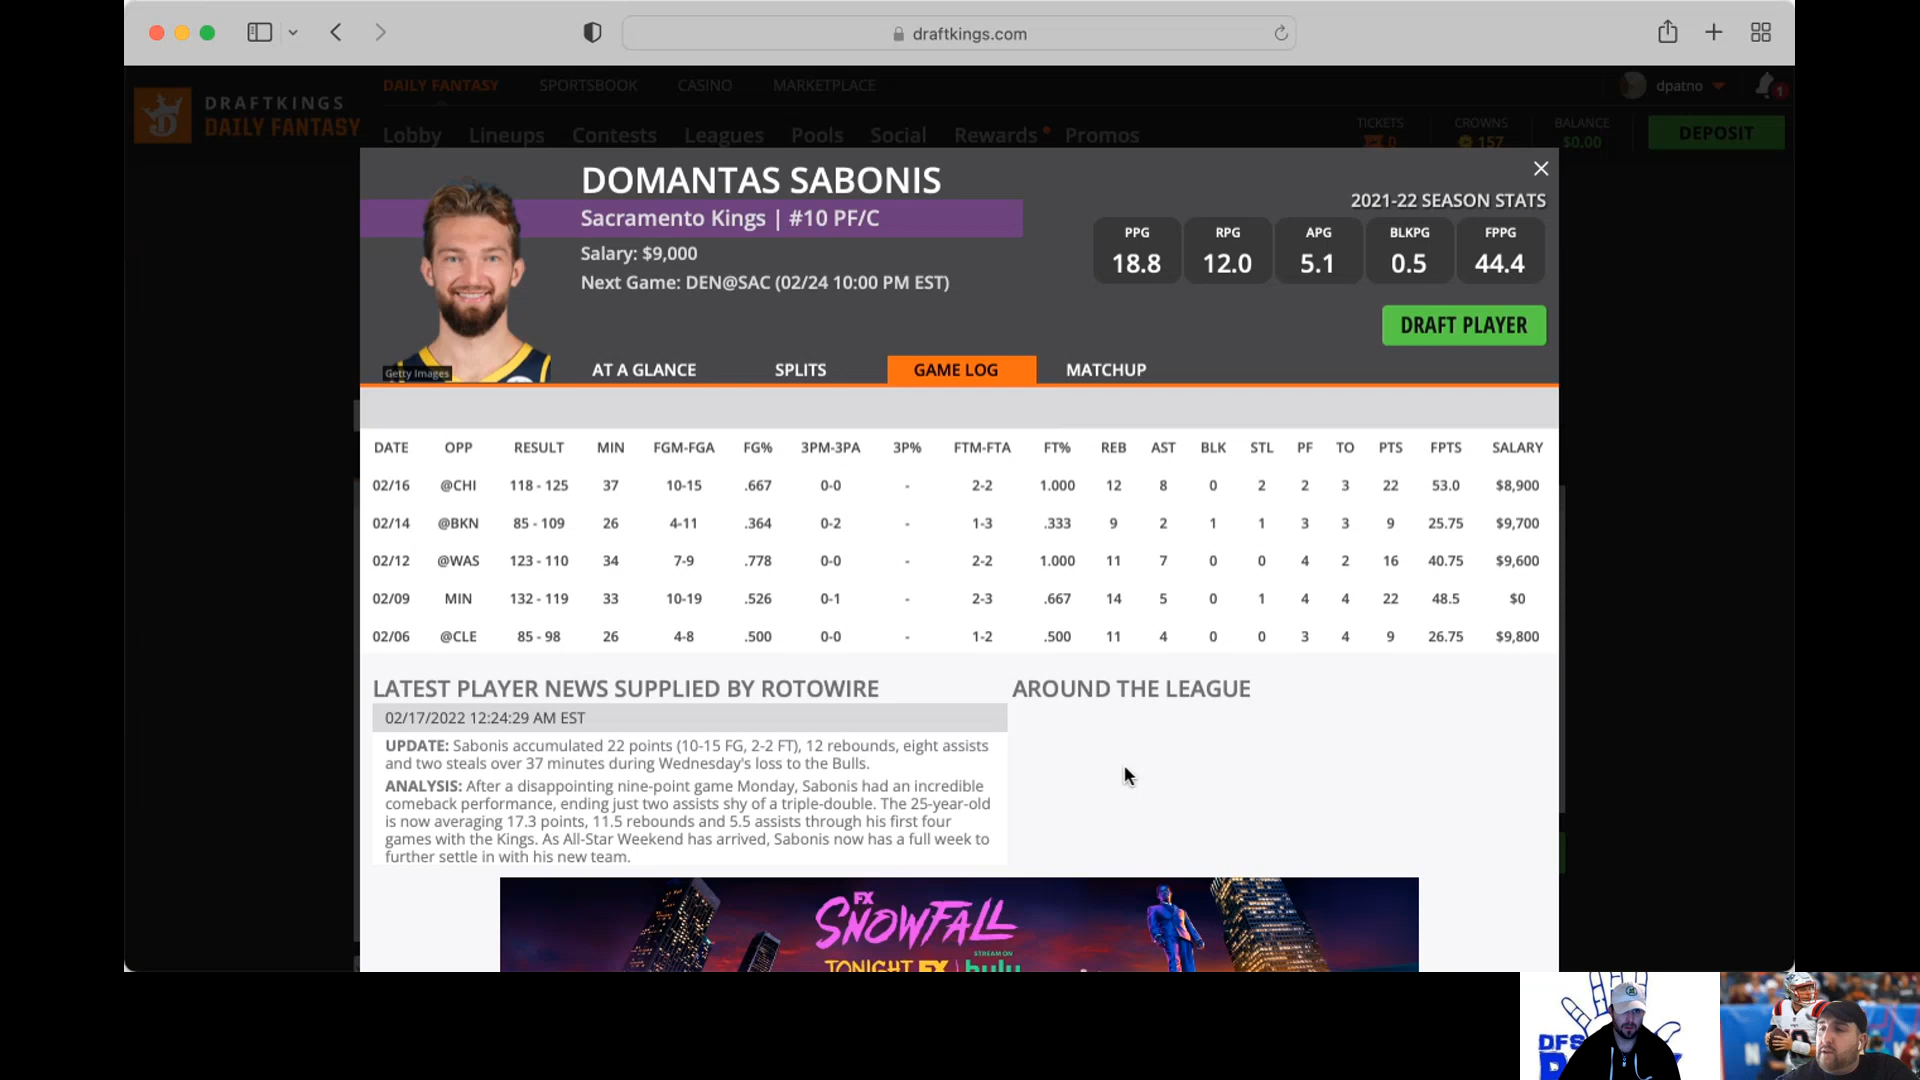 draftkings.com
DRAFTKINGS
DAILY FANTASY
DAILY FANTASY SPORTSBOOK CASINO MARKETPLACE
dpatno
1
Lobby Lineups Contests Leagues Pools Social Rewards Promos
TICKETS CROWNS BALANCE
0 157 $0.00
DEPOSIT
DOMANTAS SABONIS
Sacramento Kings | #10 PF/C
Salary: $9,000
Next Game: DEN@SAC (02/24 10:00 PM EST)
2021-22 SEASON STATS
PPG RPG APG BLKPG FPPG
18.8 12.0 5.1 0.5 44.4
DRAFT PLAYER
Getty Images
AT A GLANCE SPLITS GAME LOG MATCHUP
DATE OPP RESULT MIN FGM-FGA FG% 3PM-3PA 3P% FTM-FTA FT% REB AST BLK STL PF TO PTS FPTS SALARY
02/16 @CHI 118 - 125 37 10-15 .667 0-0 - 2-2 1.000 12 8 0 2 2 3 22 53.0 $8,900
02/14 @BKN 85 - 109 26 4-11 .364 0-2 - 1-3 .333 9 2 1 1 3 3 9 25.75 $9,700
02/12 @WAS 123 - 110 34 7-9 .778 0-0 - 2-2 1.000 11 7 0 0 4 2 16 40.75 $9,600
02/09 MIN 132 - 119 33 10-19 .526 0-1 - 2-3 .667 14 5 0 1 4 4 22 48.5 $0
02/06 @CLE 85 - 98 26 4-8 .500 0-0 - 1-2 .500 11 4 0 0 3 4 9 26.75 $9,800
LATEST PLAYER NEWS SUPPLIED BY ROTOWIRE
AROUND THE LEAGUE
02/17/2022 12:24:29 AM EST
UPDATE: Sabonis accumulated 22 points (10-15 FG, 2-2 FT), 12 rebounds, eight assists
and two steals over 37 minutes during Wednesday's loss to the Bulls.
ANALYSIS: After a disappointing nine-point game Monday, Sabonis had an incredible
comeback performance, ending just two assists shy of a triple-double. The 25-year-old
is now averaging 17.3 points, 11.5 rebounds and 5.5 assists through his first four
games with the Kings. As All-Star Weekend has arrived, Sabonis now has a full week to
further settle in with his new team.
FX
SNOWFALL
STREAM ON
TONIGHT FX hulu
DFS